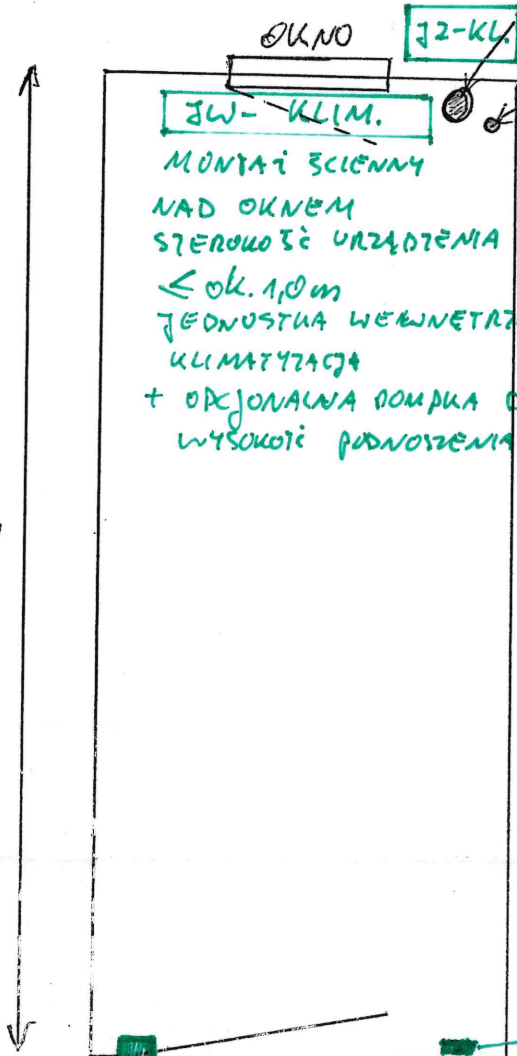 OKNO
JZ-KL.
JW- KLIM.
MONTAŻ ŚCIENNY
NAD OKNEM
SZEROKOŚĆ URZĄDZENIA
≤ ok. 1,0 m
JEDNOSTKA WEWNĘTRZ
KLIMATYZACJA
+ OPCJONALNA POMPKA
WYSOKOŚĆ PODNOSZENIA